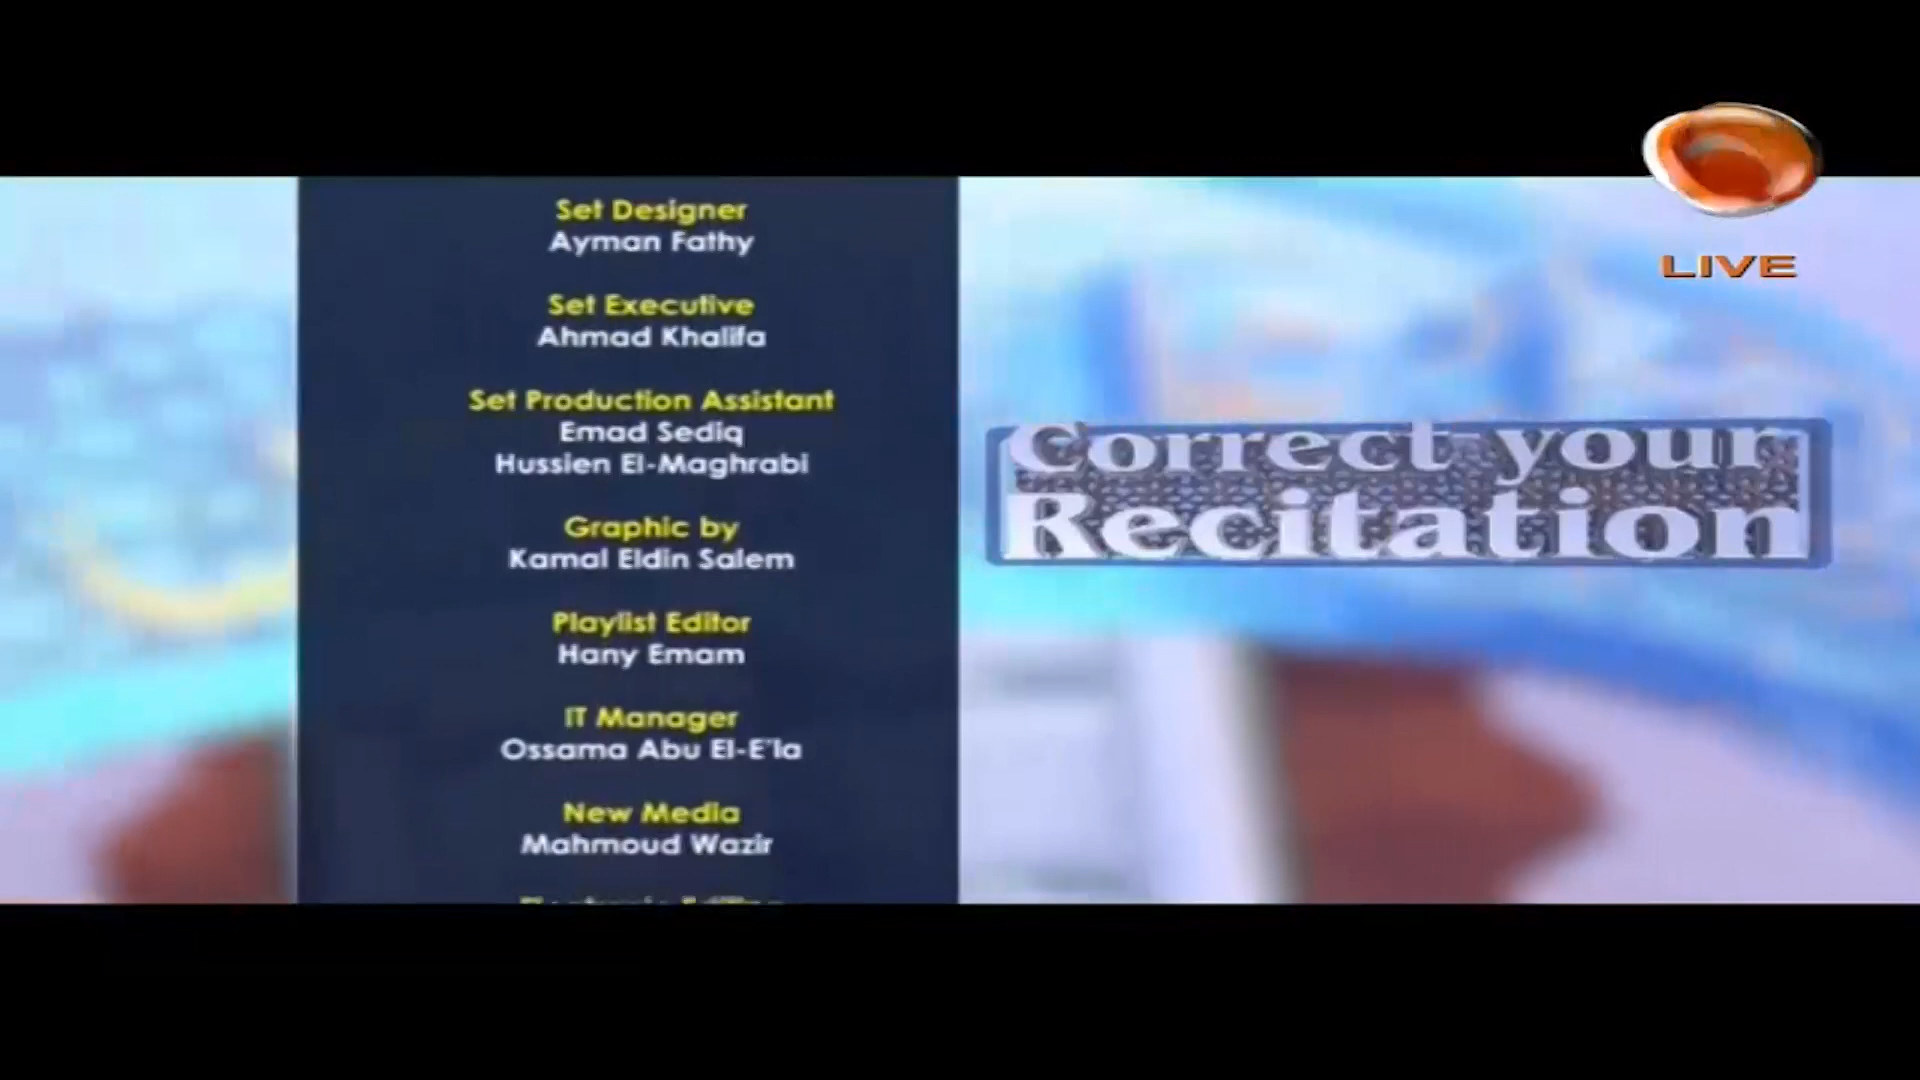 Set Designer
Ayman Fathy
Set Executive
Ahmad Khalifa
Set Production Assistant
Emad Sediq
Hussien El-Maghrabi
Graphic by
Kamal Eldin Salem
Playlist Editor
Hany Emam
IT Manager
Ossama Abu El-E'la
New Media
Mahmoud Wazir
Correct your
Recitation
LIVE